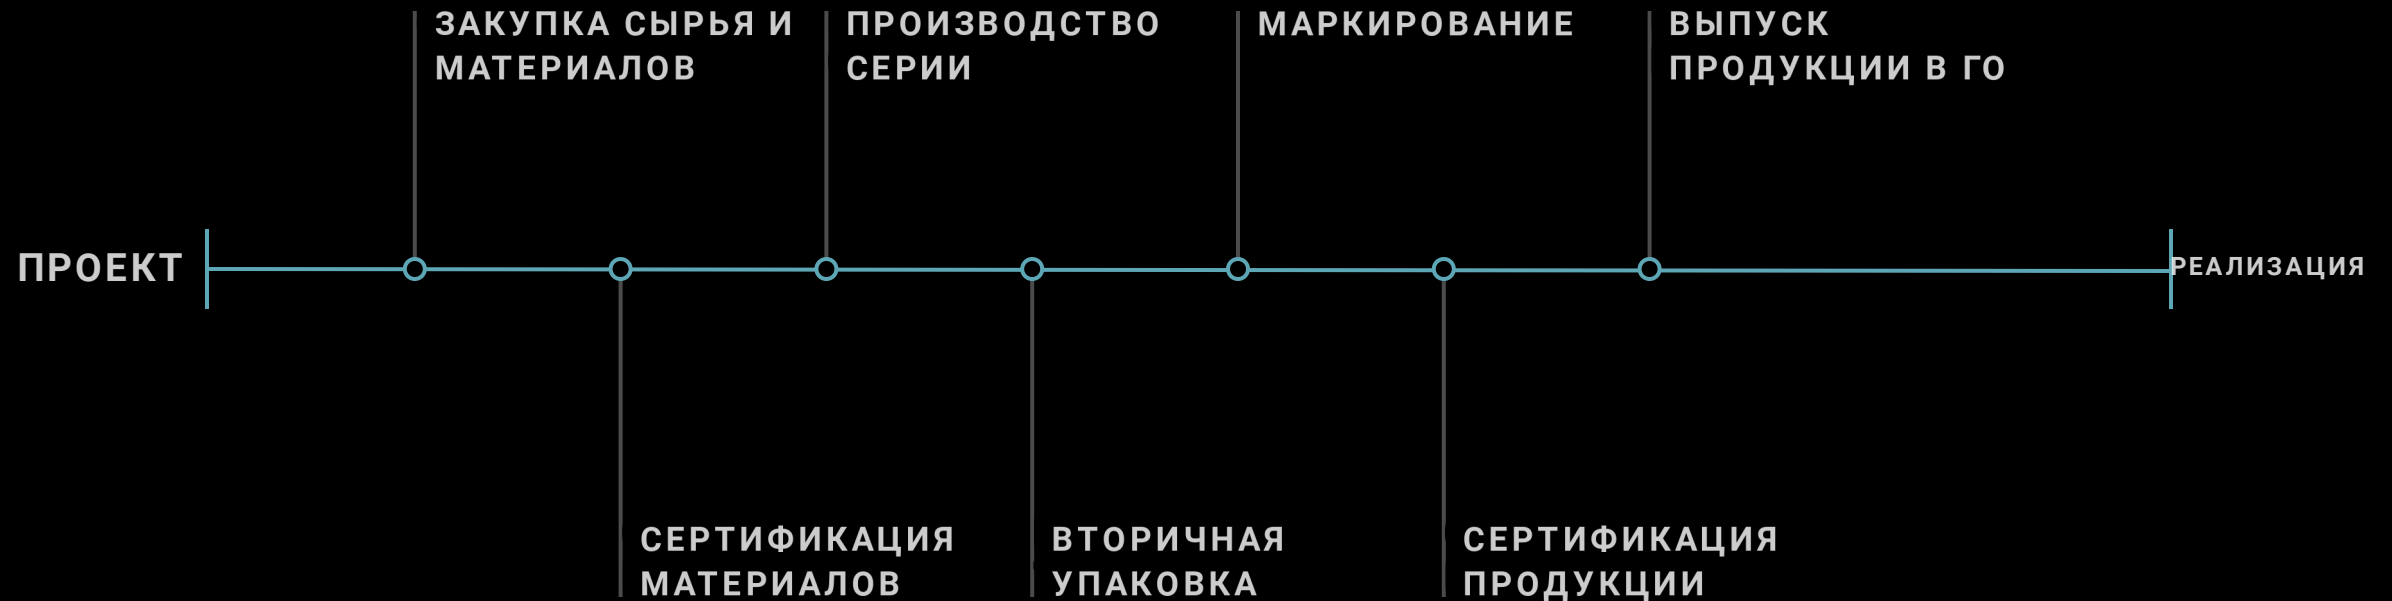 ЗАКУПКА СЫРЬЯ И
МАТЕРИАЛОВ
ПРОИЗВОДСТВО
СЕРИИ
МАРКИРОВАНИЕ
ВЫПУСК
ПРОДУКЦИИ В ГО
ПРОЕКТ
РЕАЛИЗАЦИЯ
СЕРТИФИКАЦИЯ
МАТЕРИАЛОВ
ВТОРИЧНАЯ
УПАКОВКА
СЕРТИФИКАЦИЯ
ПРОДУКЦИИ